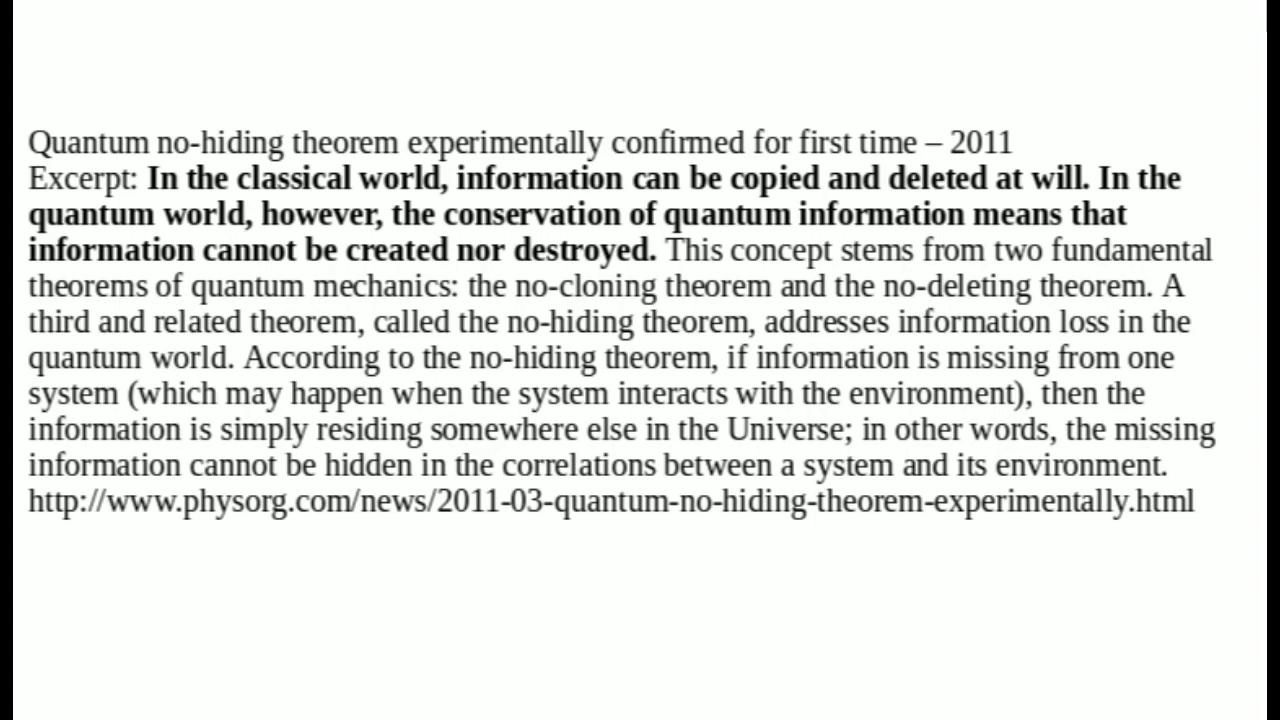 Quantum no-hiding theorem experimentally confirmed for first time – 2011
Excerpt: In the classical world, information can be copied and deleted at will. In the
quantum world, however, the conservation of quantum information means that
information cannot be created nor destroyed. This concept stems from two fundamental
theorems of quantum mechanics: the no-cloning theorem and the no-deleting theorem. A
third and related theorem, called the no-hiding theorem, addresses information loss in the
quantum world. According to the no-hiding theorem, if information is missing from one
system (which may happen when the system interacts with the environment), then the
information is simply residing somewhere else in the Universe; in other words, the missing
information cannot be hidden in the correlations between a system and its environment.
http://www.physorg.com/news/2011-03-quantum-no-hiding-theorem-experimentally.html